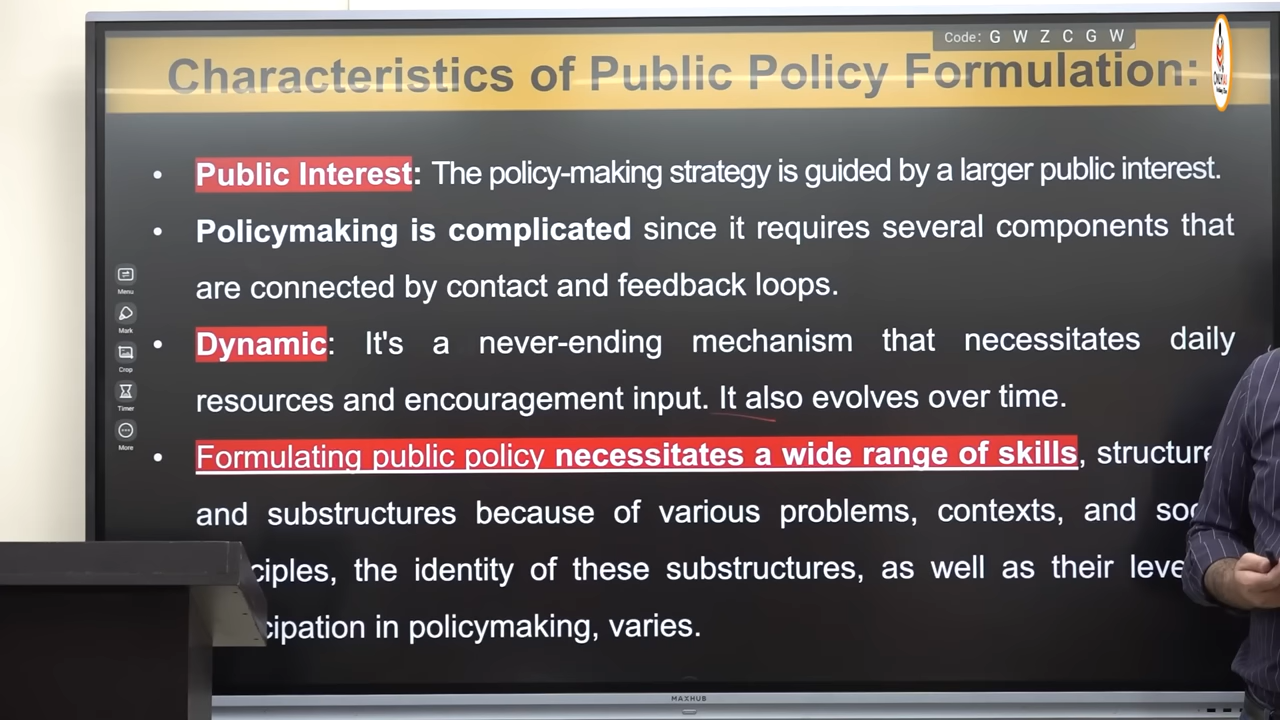 Code: G W Z C G W
Characteristics of Public Policy Formulation:
ONLYIAS
• Public Interest: The policy-making strategy is guided by a larger public interest.
• Policymaking is complicated since it requires several components that
are connected by contact and feedback loops.
• Dynamic: It's a never-ending mechanism that necessitates daily
resources and encouragement input. It also evolves over time.
• Formulating public policy necessitates a wide range of skills, structure
and substructures because of various problems, contexts, and soc
ciples, the identity of these substructures, as well as their leve
cipation in policymaking, varies.
Menu
Mark
Crop
Timer
More
MAXHUB